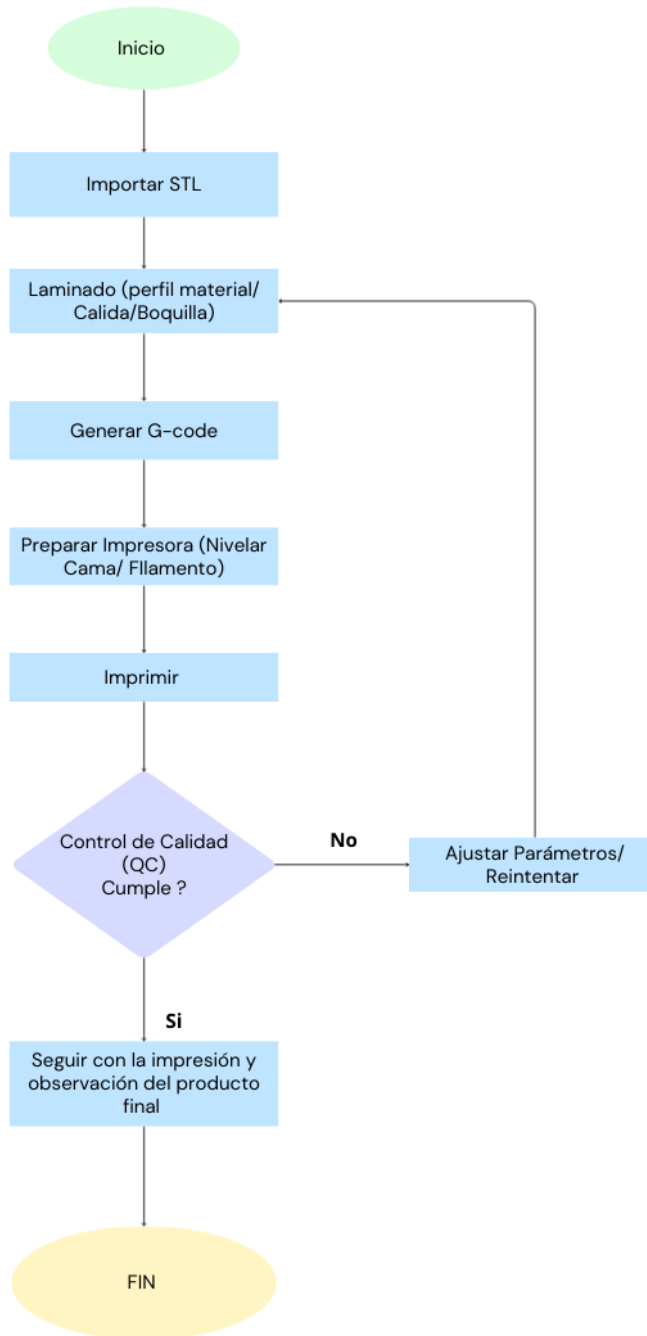 Inicio
Importar STL
Laminado (perfil material/
Calida/Boquilla)
Generar G-code
Preparar Impresora (Nivelar
Cama/ FIlamento)
Imprimir
Control de Calidad
(QC)
Cumple ?
No
Ajustar Parámetros/
Reintentar
Si
Seguir con la impresión y
observación del producto
final
FIN